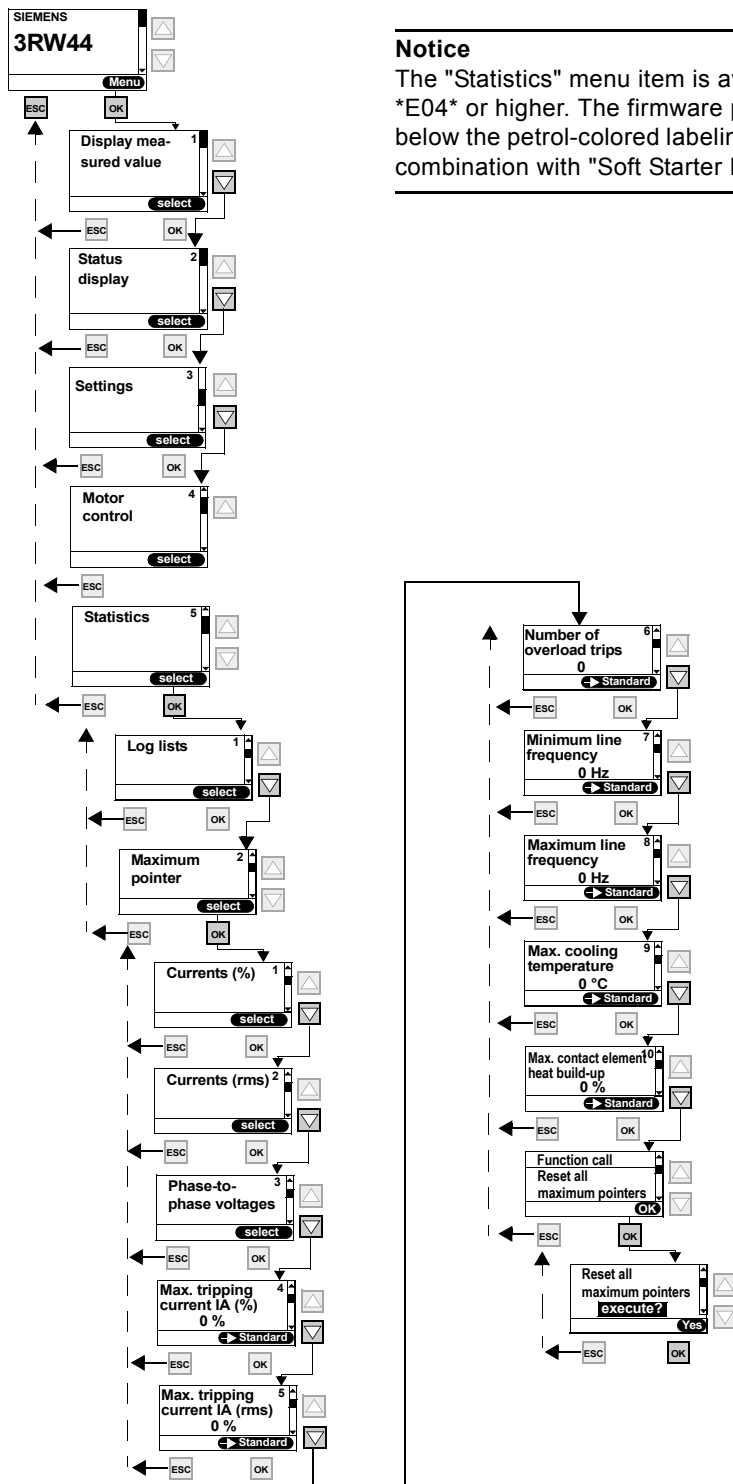 SIEMENS
3RW44
Menu
ESC
OK
Display mea-
sured value
1
select
ESC
OK
Status
display
2
select
ESC
OK
Settings
3
select
ESC
OK
Motor
control
4
select
ESC
Statistics
5
select
ESC
OK
Log lists
1
select
ESC
OK
Maximum
pointer
2
select
ESC
OK
Currents (%)
1
select
ESC
OK
Currents (rms)
2
select
ESC
OK
Phase-to-
phase voltages
3
select
ESC
OK
Max. tripping
current IA (%)
4
0 %
Standard
ESC
OK
Max. tripping
current IA (rms)
5
0 %
Standard
ESC
OK
Notice
The "Statistics" menu item is
*E04* or higher. The firmware
below the petrol-colored
combination with "Soft Starter
Number of
overload trips
6
0
Standard
ESC
OK
Minimum line
frequency
7
0 Hz
Standard
ESC
OK
Maximum line
frequency
8
0 Hz
Standard
ESC
OK
Max. cooling
temperature
9
0 °C
Standard
ESC
OK
Max. contact element
heat build-up
10
0 %
Standard
ESC
OK
Function call
Reset all
maximum pointers
OK
ESC
OK
Reset all
maximum pointers
execute?
Yes
ESC
OK